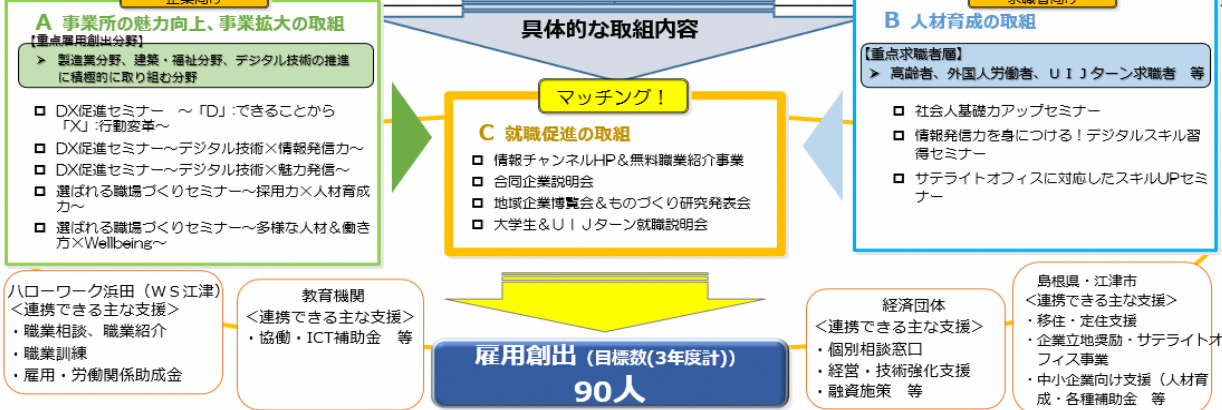 企業向け
A 事業所の魅力向上、事業拡大の取組
【重点雇用創出分野】
➤ 製造業分野、建築・福祉分野、デジタル技術の推進
に積極的に取り組む分野
□ DX促進セミナー ～「D」:できることから
「X」:行動変革～
□ DX促進セミナー～デジタル技術×情報発信力～
□ DX促進セミナー～デジタル技術×魅力発信～
□ 選ばれる職場づくりセミナー～採用力×人材育成
力～
□ 選ばれる職場づくりセミナー～多様な人材＆働き
方×Wellbeing～
具体的な取組内容
マッチング！
C 就職促進の取組
□ 情報チャンネルHP＆無料職業紹介事業
□ 合同企業説明会
□ 地域企業博覧会＆ものづくり研究発表会
□ 大学生＆ＵＩＪターン就職説明会
求職者向け
B 人材育成の取組
【重点求職者層】
➤ 高齢者、外国人労働者、ＵＩＪターン求職者 等
□ 社会人基礎力アップセミナー
□ 情報発信力を身につける！デジタルスキル習
得セミナー
□ サテライトオフィスに対応したスキルUPセミ
ナー
ハローワーク浜田（ＷＳ江津）
＜連携できる主な支援＞
・職業相談、職業紹介
・職業訓練
・雇用・労働関係助成金
教育機関
＜連携できる主な支援＞
・協働・ICT補助金 等
雇用創出（目標数(3年度計)）
90人
経済団体
＜連携できる主な支援＞
・個別相談窓口
・経営・技術強化支援
・融資施策 等
島根県・江津市
＜連携できる主な支援＞
・移住・定住支援
・企業立地奨励・サテライトオ
フィス事業
・中小企業向け支援（人材育
成・各種補助金 等